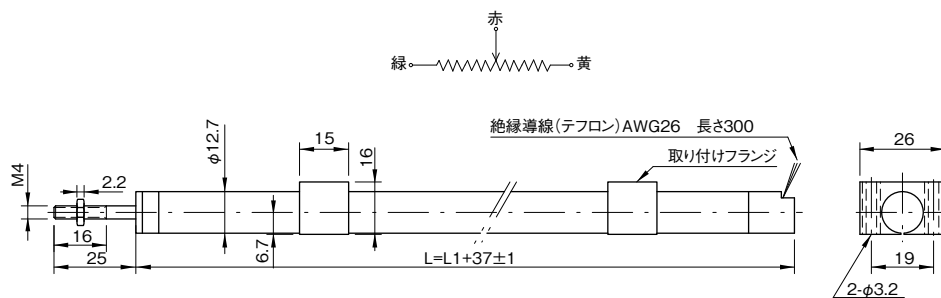 赤
緑
黄
絶縁導線(テフロン)AWG26 長さ300
15
26
取り付けフランジ
φ12.7
16
M4
2.2
16
6.7
25
L=L1+37±1
19
2-φ3.2